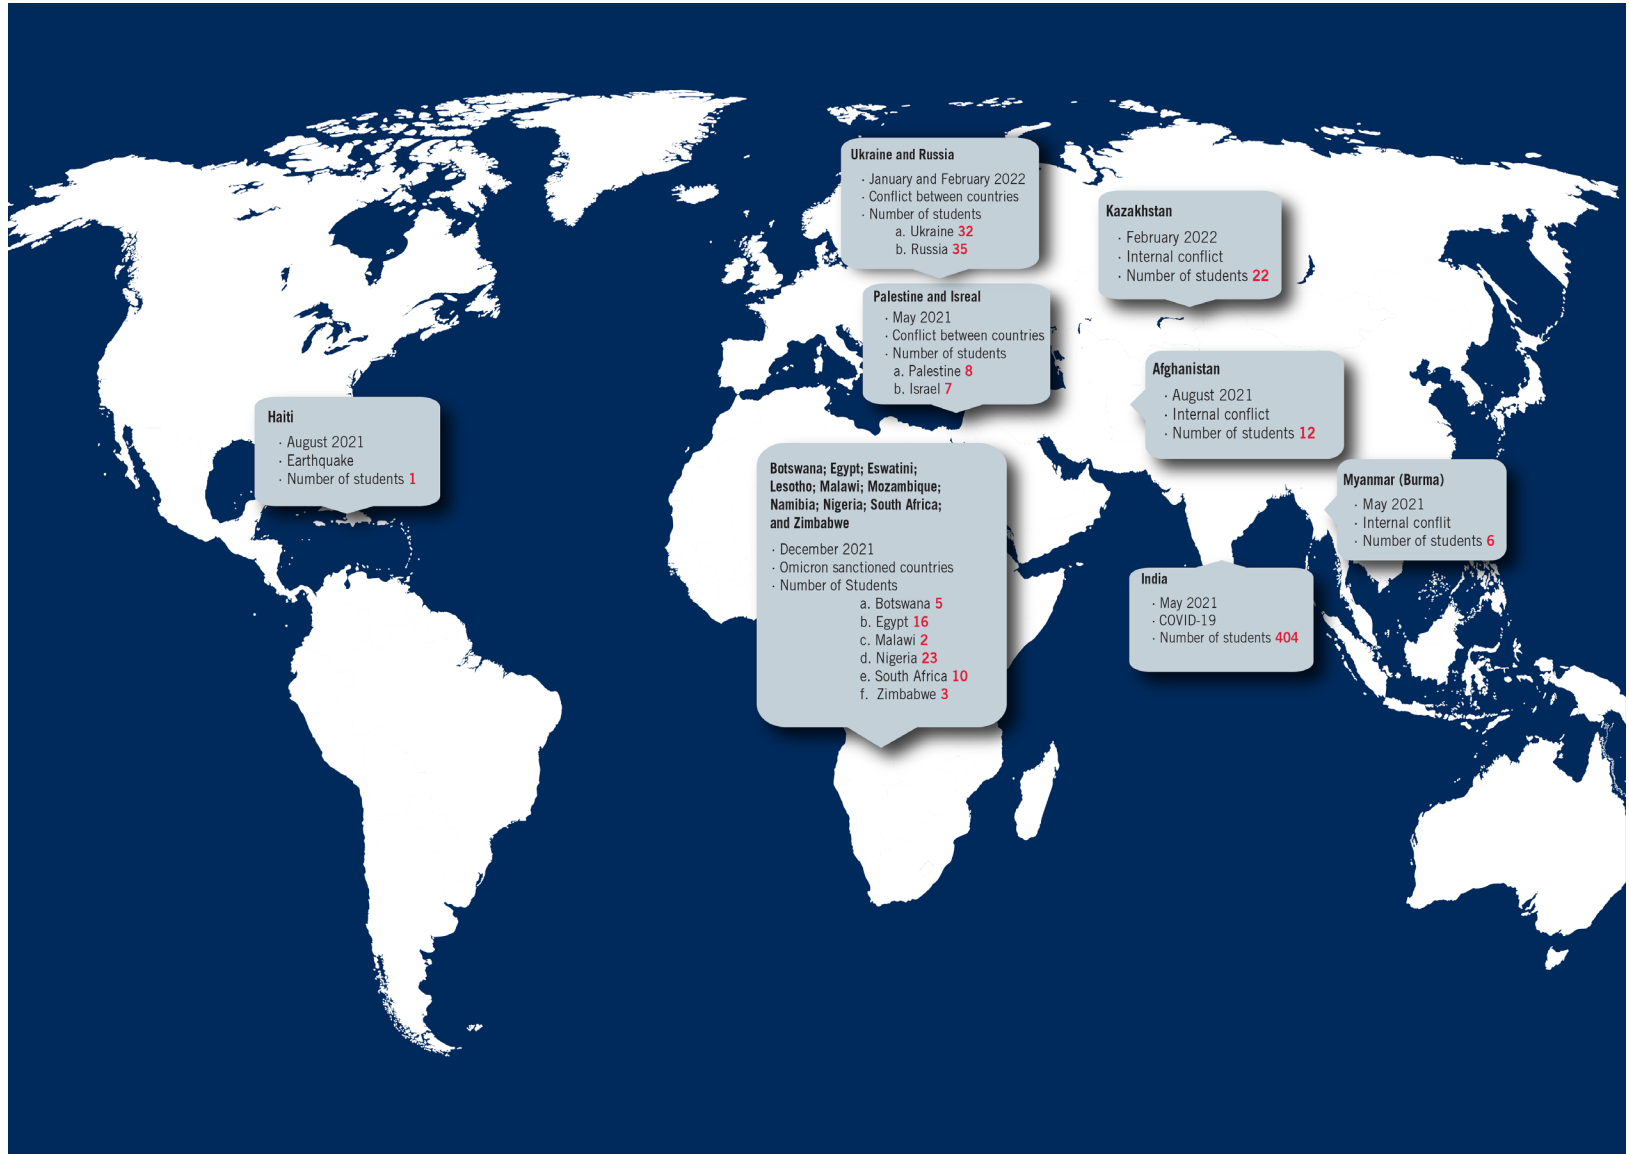 Ukraine and Russia
· January and February 2022
· Conflict between countries
· Number of students
a. Ukraine 32
b. Russia 35
Kazakhstan
· February 2022
· Internal conflict
· Number of students 22
Palestine and Isreal
· May 2021
· Conflict between countries
· Number of students
a. Palestine 8
b. Israel 7
Afghanistan
· August 2021
· Internal conflict
· Number of students 12
Haiti
· August 2021
· Earthquake
· Number of students 1
Botswana; Egypt; Eswatini;
Lesotho; Malawi; Mozambique;
Namibia; Nigeria; South Africa;
and Zimbabwe
· December 2021
· Omicron sanctioned countries
· Number of Students
a. Botswana 5
b. Egypt 16
c. Malawi 2
d. Nigeria 23
e. South Africa 10
f. Zimbabwe 3
Myanmar (Burma)
· May 2021
· Internal conflit
· Number of students 6
India
· May 2021
· COVID-19
· Number of students 404